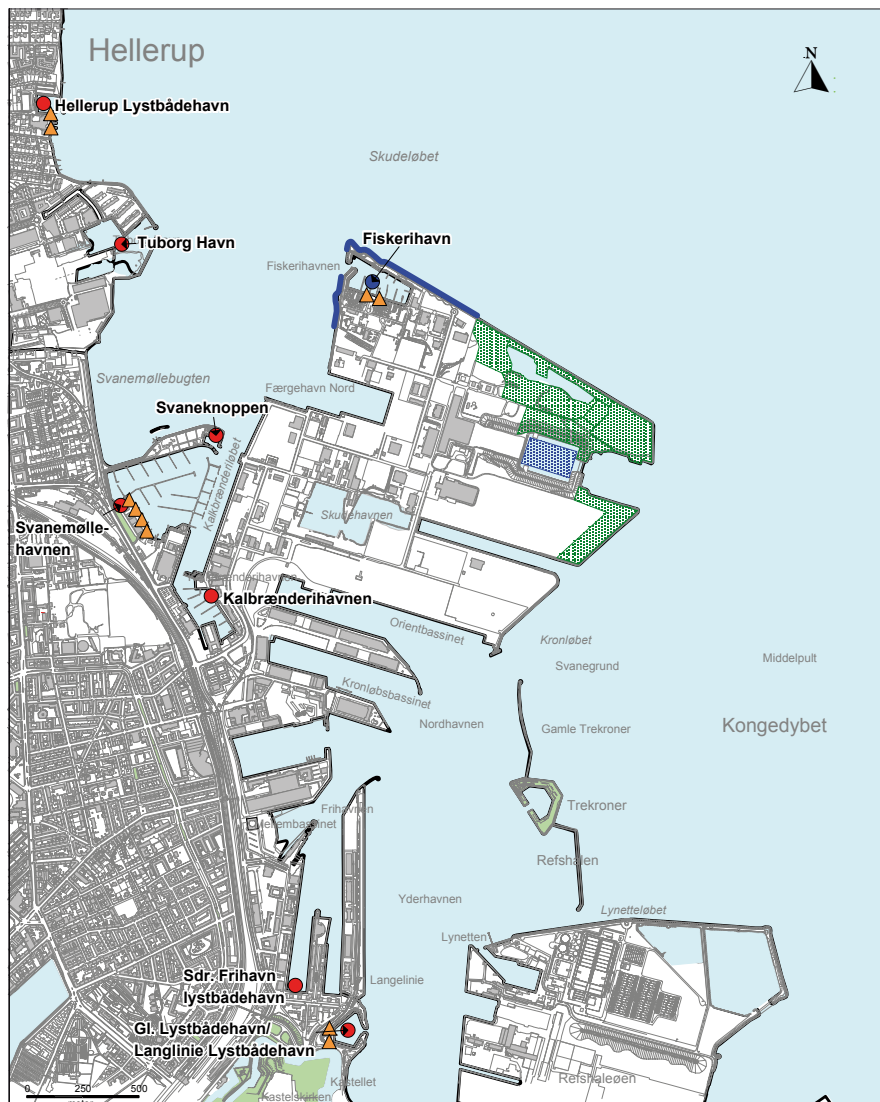 Hellerup
N
Hellerup Lystbådehavn
Skudeløbet
Tuborg Havn
Fiskerihavn
Fiskerihavnen
Svanemøllebugten
Færgehavn Nord
Svaneknoppen
Kalkbrænderiløbet
Skudehavnen
Svanemølle-
havnen
Kalbrænderihavnen
Orientbassinet
Kronløbet
Svanegrund
Middelpult
Kronløbsbassinet
Nordhavnen
Gamle Trekroner
Kongedybet
Trekroner
Frihavnen
Refshalen
Yderhavnen
Lynetteløbet
Lynetten
Sdr. Frihavn
lystbådehavn
Langelinie
Gl. Lystbådehavn/
Langlinie Lystbådehavn
Kastellet
Refshaleøen
0 250 500
Kastelskirken